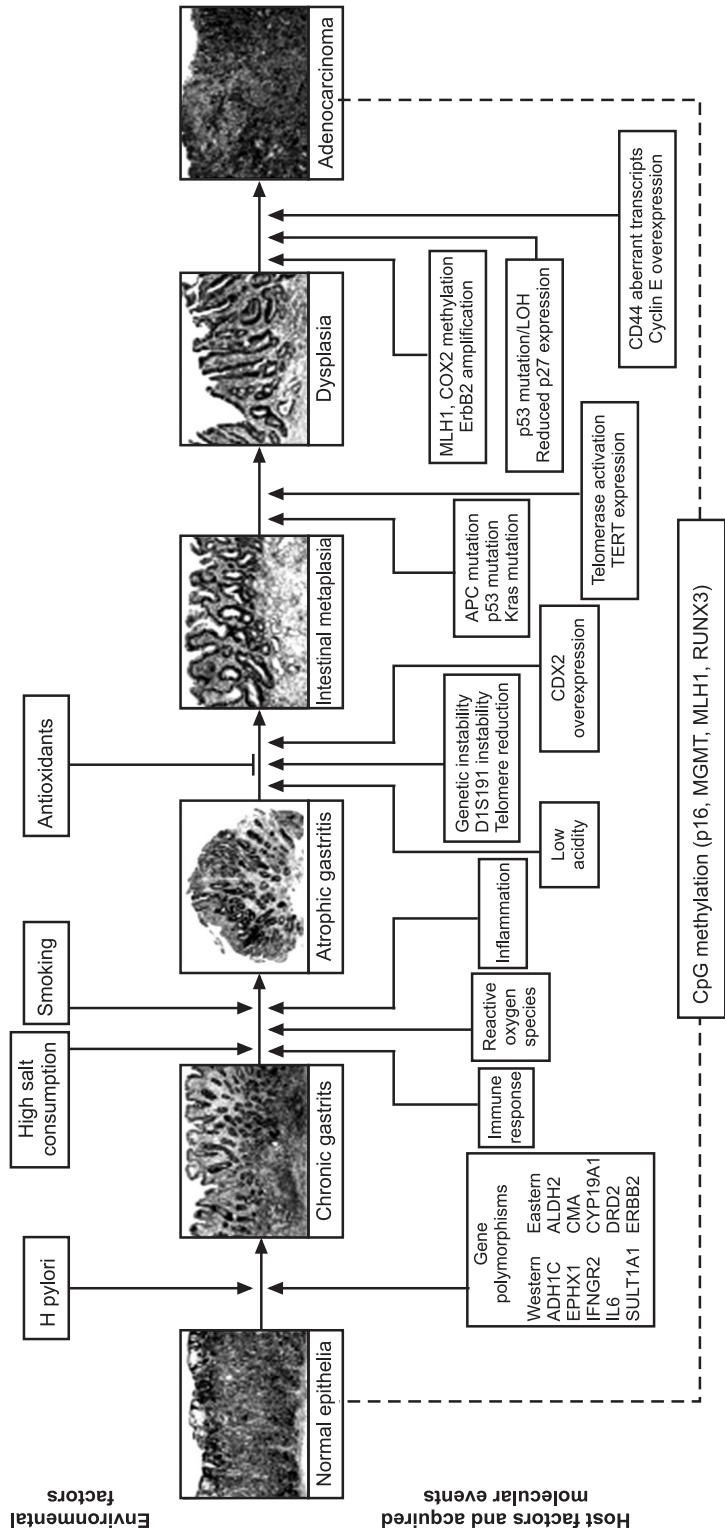 Environmental
factors
H pylori
High salt
consumption
Smoking
Antioxidants
Normal epithelia
Chronic gastrits
Atrophic gastritis
Intestinal metaplasia
Dysplasia
Adenocarcinoma
Host factors and acquired
molecular events
Gene
polymorphisms
Western Eastern
ADH1C ALDH2
EPHX1 CMA
IFNGR2 CYP19A1
IL6 DRD2
SULT1A1 ERBB2
Immune
response
Reactive
oxygen
species
Inflammation
Low
acidity
Genetic instability
D1S191 instability
Telomere reduction
CDX2
overexpression
APC mutation
p53 mutation
Kras mutation
Telomerase activation
TERT expression
MLH1, COX2 methylation
ErbB2 amplification
p53 mutation/LOH
Reduced p27 expression
CD44 aberrant transcripts
Cyclin E overexpression
CpG methylation (p16, MGMT, MLH1, RUNX3)